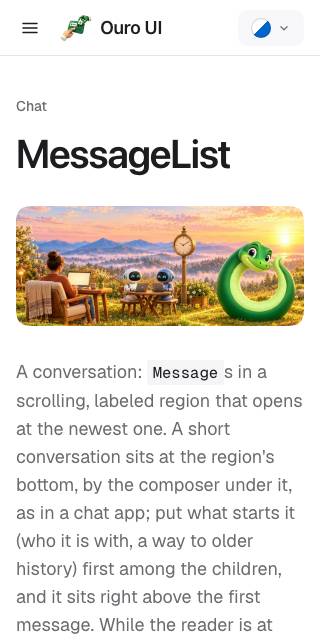 Ouro UI
Chat
MessageList
A conversation: Message s in a
scrolling, labeled region that opens
at the newest one. A short
conversation sits at the region's
bottom, by the composer under it,
as in a chat app; put what starts it
(who it is with, a way to older
history) first among the children,
and it sits right above the first
message. While the reader is at